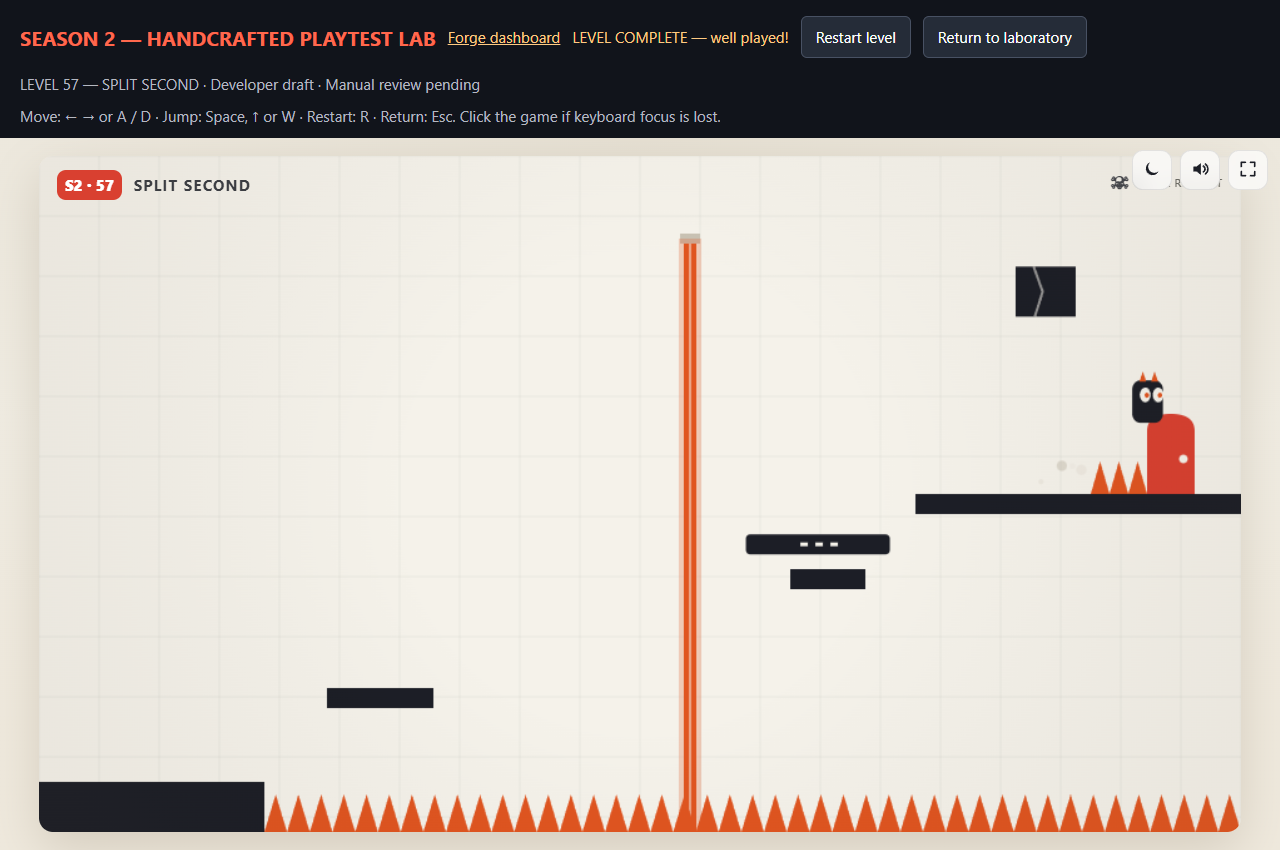 SEASON 2 — HANDCRAFTED PLAYTEST LAB Forge dashboard LEVEL COMPLETE — well played! Restart level Return to laboratory
LEVEL 57 — SPLIT SECOND · Developer draft · Manual review pending
Move: ← → or A / D · Jump: Space, ↑ or W · Restart: R · Return: Esc. Click the game if keyboard focus is lost.
S2 · 57 SPLIT SECOND